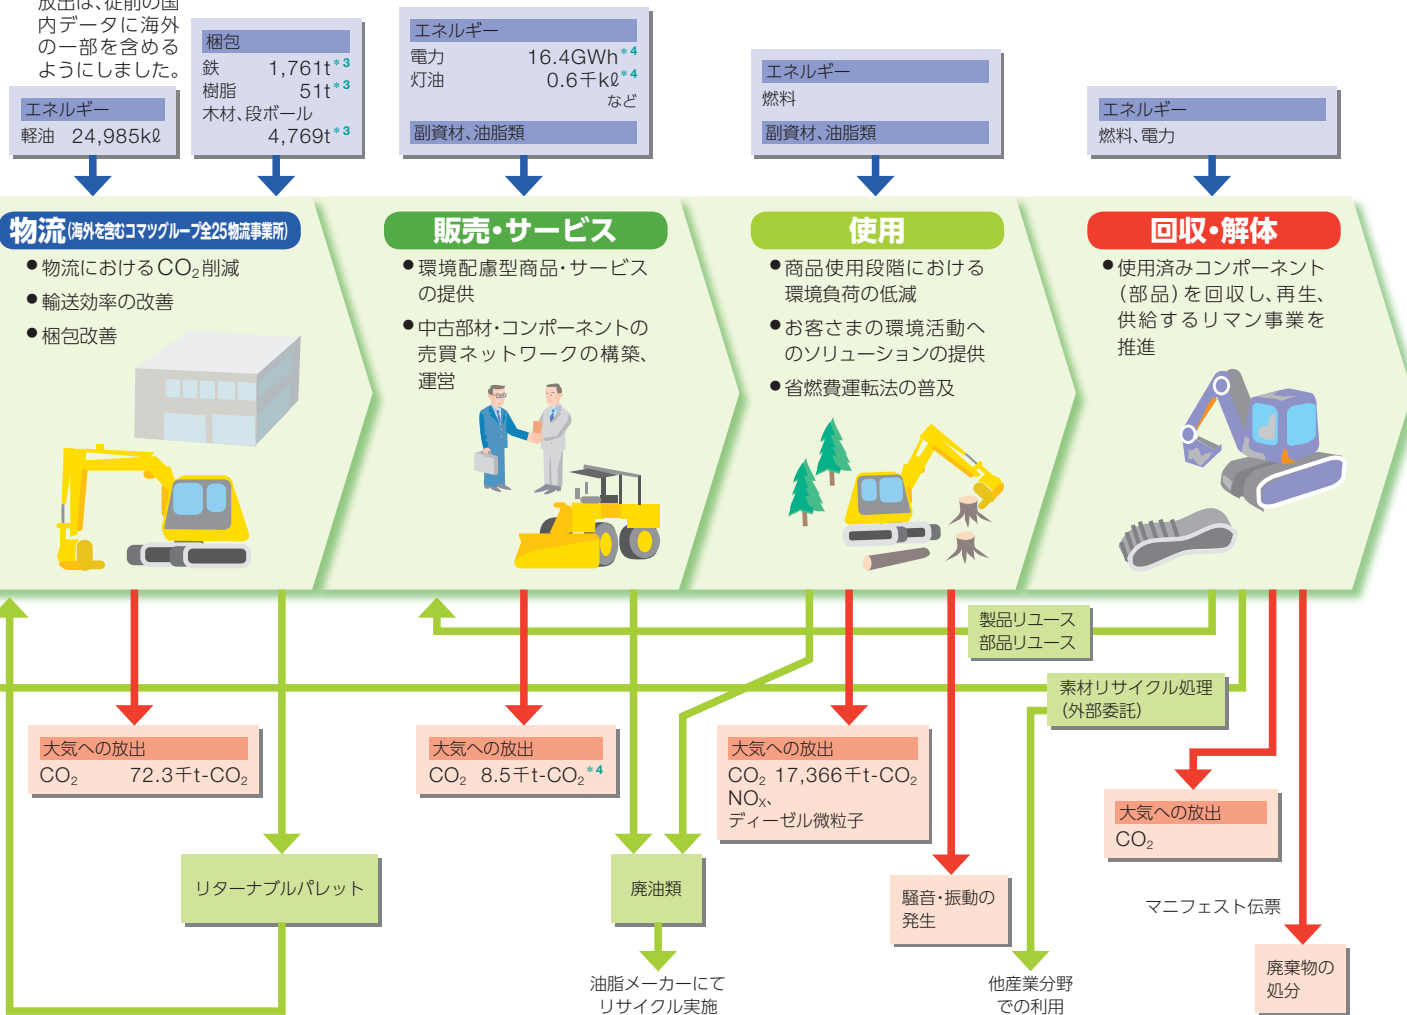 放出は、従前の国
内データに海外
の一部を含める
ようにしました。
エネルギー
軽油 24,985kℓ
梱包
鉄 1,761t＊3
樹脂 51t＊3
木材、段ボール
4,769t＊3
エネルギー
電力 16.4GWh＊4
灯油 0.6千kℓ＊4
など
副資材、油脂類
エネルギー
燃料
副資材、油脂類
エネルギー
燃料、電力
物流(海外を含むコマツグループ全25物流事業所)
●物流におけるCO₂削減
●輸送効率の改善
●梱包改善
販売・サービス
●環境配慮型商品・サービス
の提供
●中古部材・コンポーネントの
売買ネットワークの構築、
運営
使用
●商品使用段階における
環境負荷の低減
●お客さまの環境活動へ
のソリューションの提供
●省燃費運転法の普及
回収・解体
●使用済みコンポーネント
(部品)を回収し、再生、
供給するリマン事業を
推進
製品リユース
部品リユース
素材リサイクル処理
(外部委託)
大気への放出
CO₂ 72.3千t-CO₂
大気への放出
CO₂ 8.5千t-CO₂＊4
大気への放出
CO₂ 17,366千t-CO₂
NOx、
ディーゼル微粒子
大気への放出
CO₂
リターナブルパレット
廃油類
騒音・振動の
発生
マニフェスト伝票
廃棄物の
処分
油脂メーカーにて
リサイクル実施
他産業分野
での利用